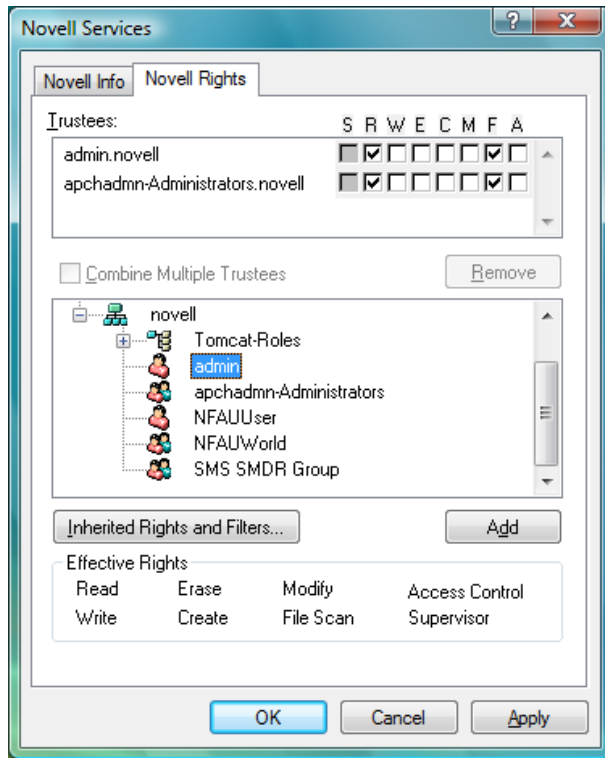 Novell Services
Novell Info Novell Rights
Trustees: S R W E C M F A
admin.novell
apchadmn-Administrators.novell
Combine Multiple Trustees Remove
novell
Tomcat-Roles
admin
apchadmn-Administrators
NFAUUser
NFAUWorld
SMS SMDR Group
Inherited Rights and Filters... Add
Effective Rights
Read Erase Modify Access Control
Write Create File Scan Supervisor
OK Cancel Apply